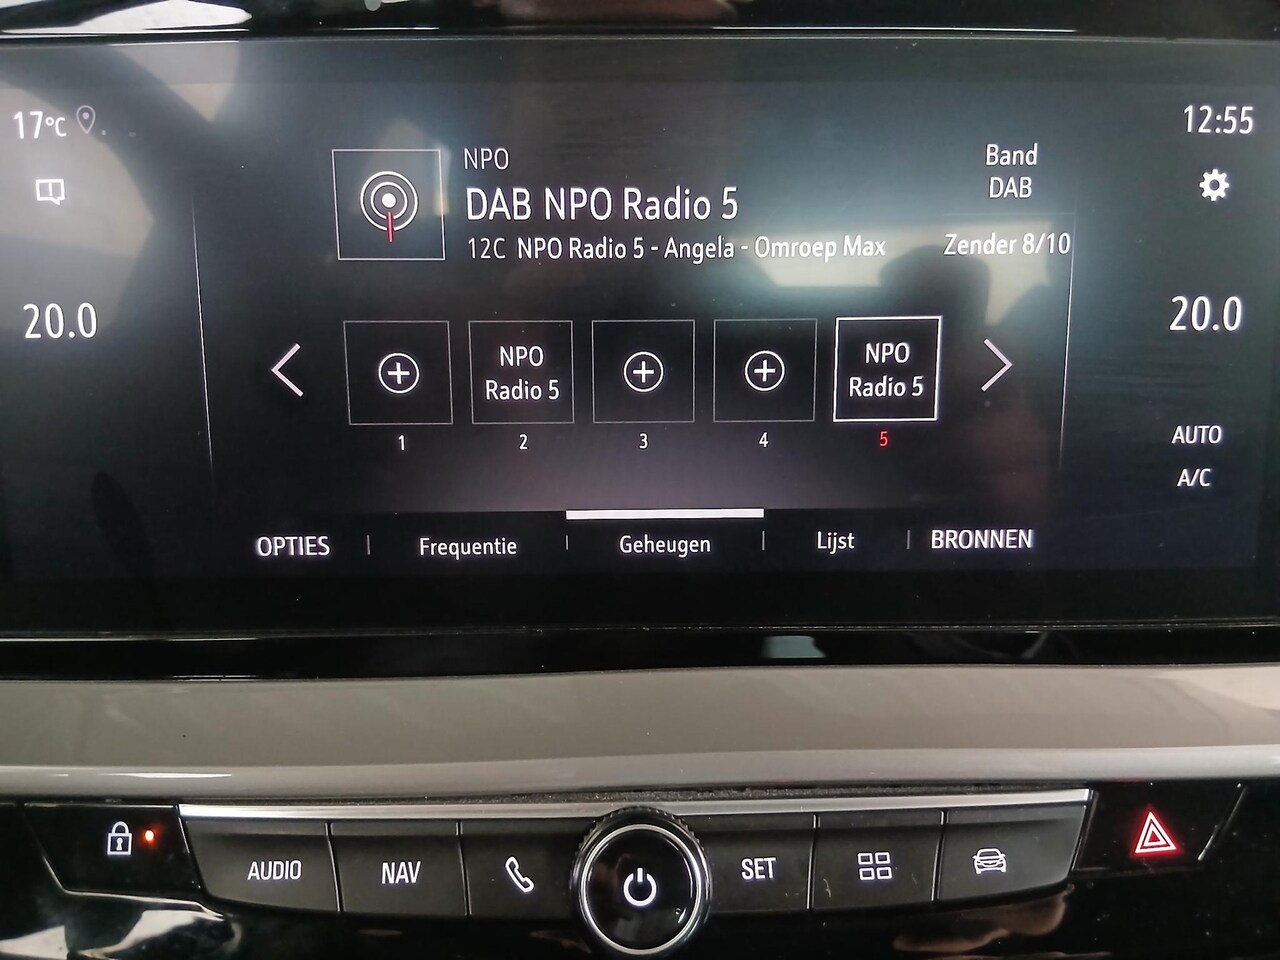 17°C
12:55
NPO
DAB NPO Radio 5
12C NPO Radio 5 - Angela - Omroep Max
Band
DAB
Zender 8/10
20.0
20.0
NPO
Radio 5
NPO
Radio 5
1
2
3
4
5
AUTO
A/C
OPTIES
Frequentie
Geheugen
Lijst
BRONNEN
AUDIO
NAV
SET